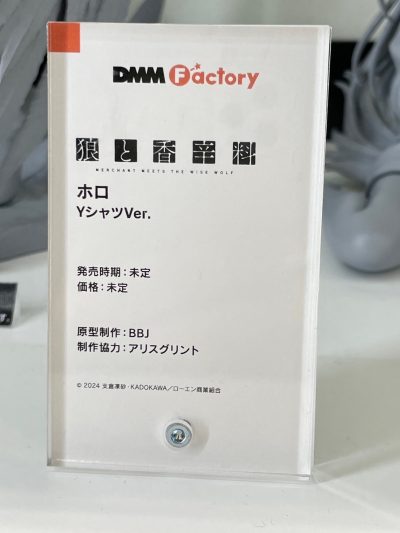 DMM Factory
狼と香辛料
MERCHANT MEETS THE WISE WOLF
ホロ
YシャツVer.
発売時期：未定
価格：未定
原型制作：BBJ
制作協力：アリスグリント
© 2024 支倉凍砂・KADOKAWA／ローエン商業組合